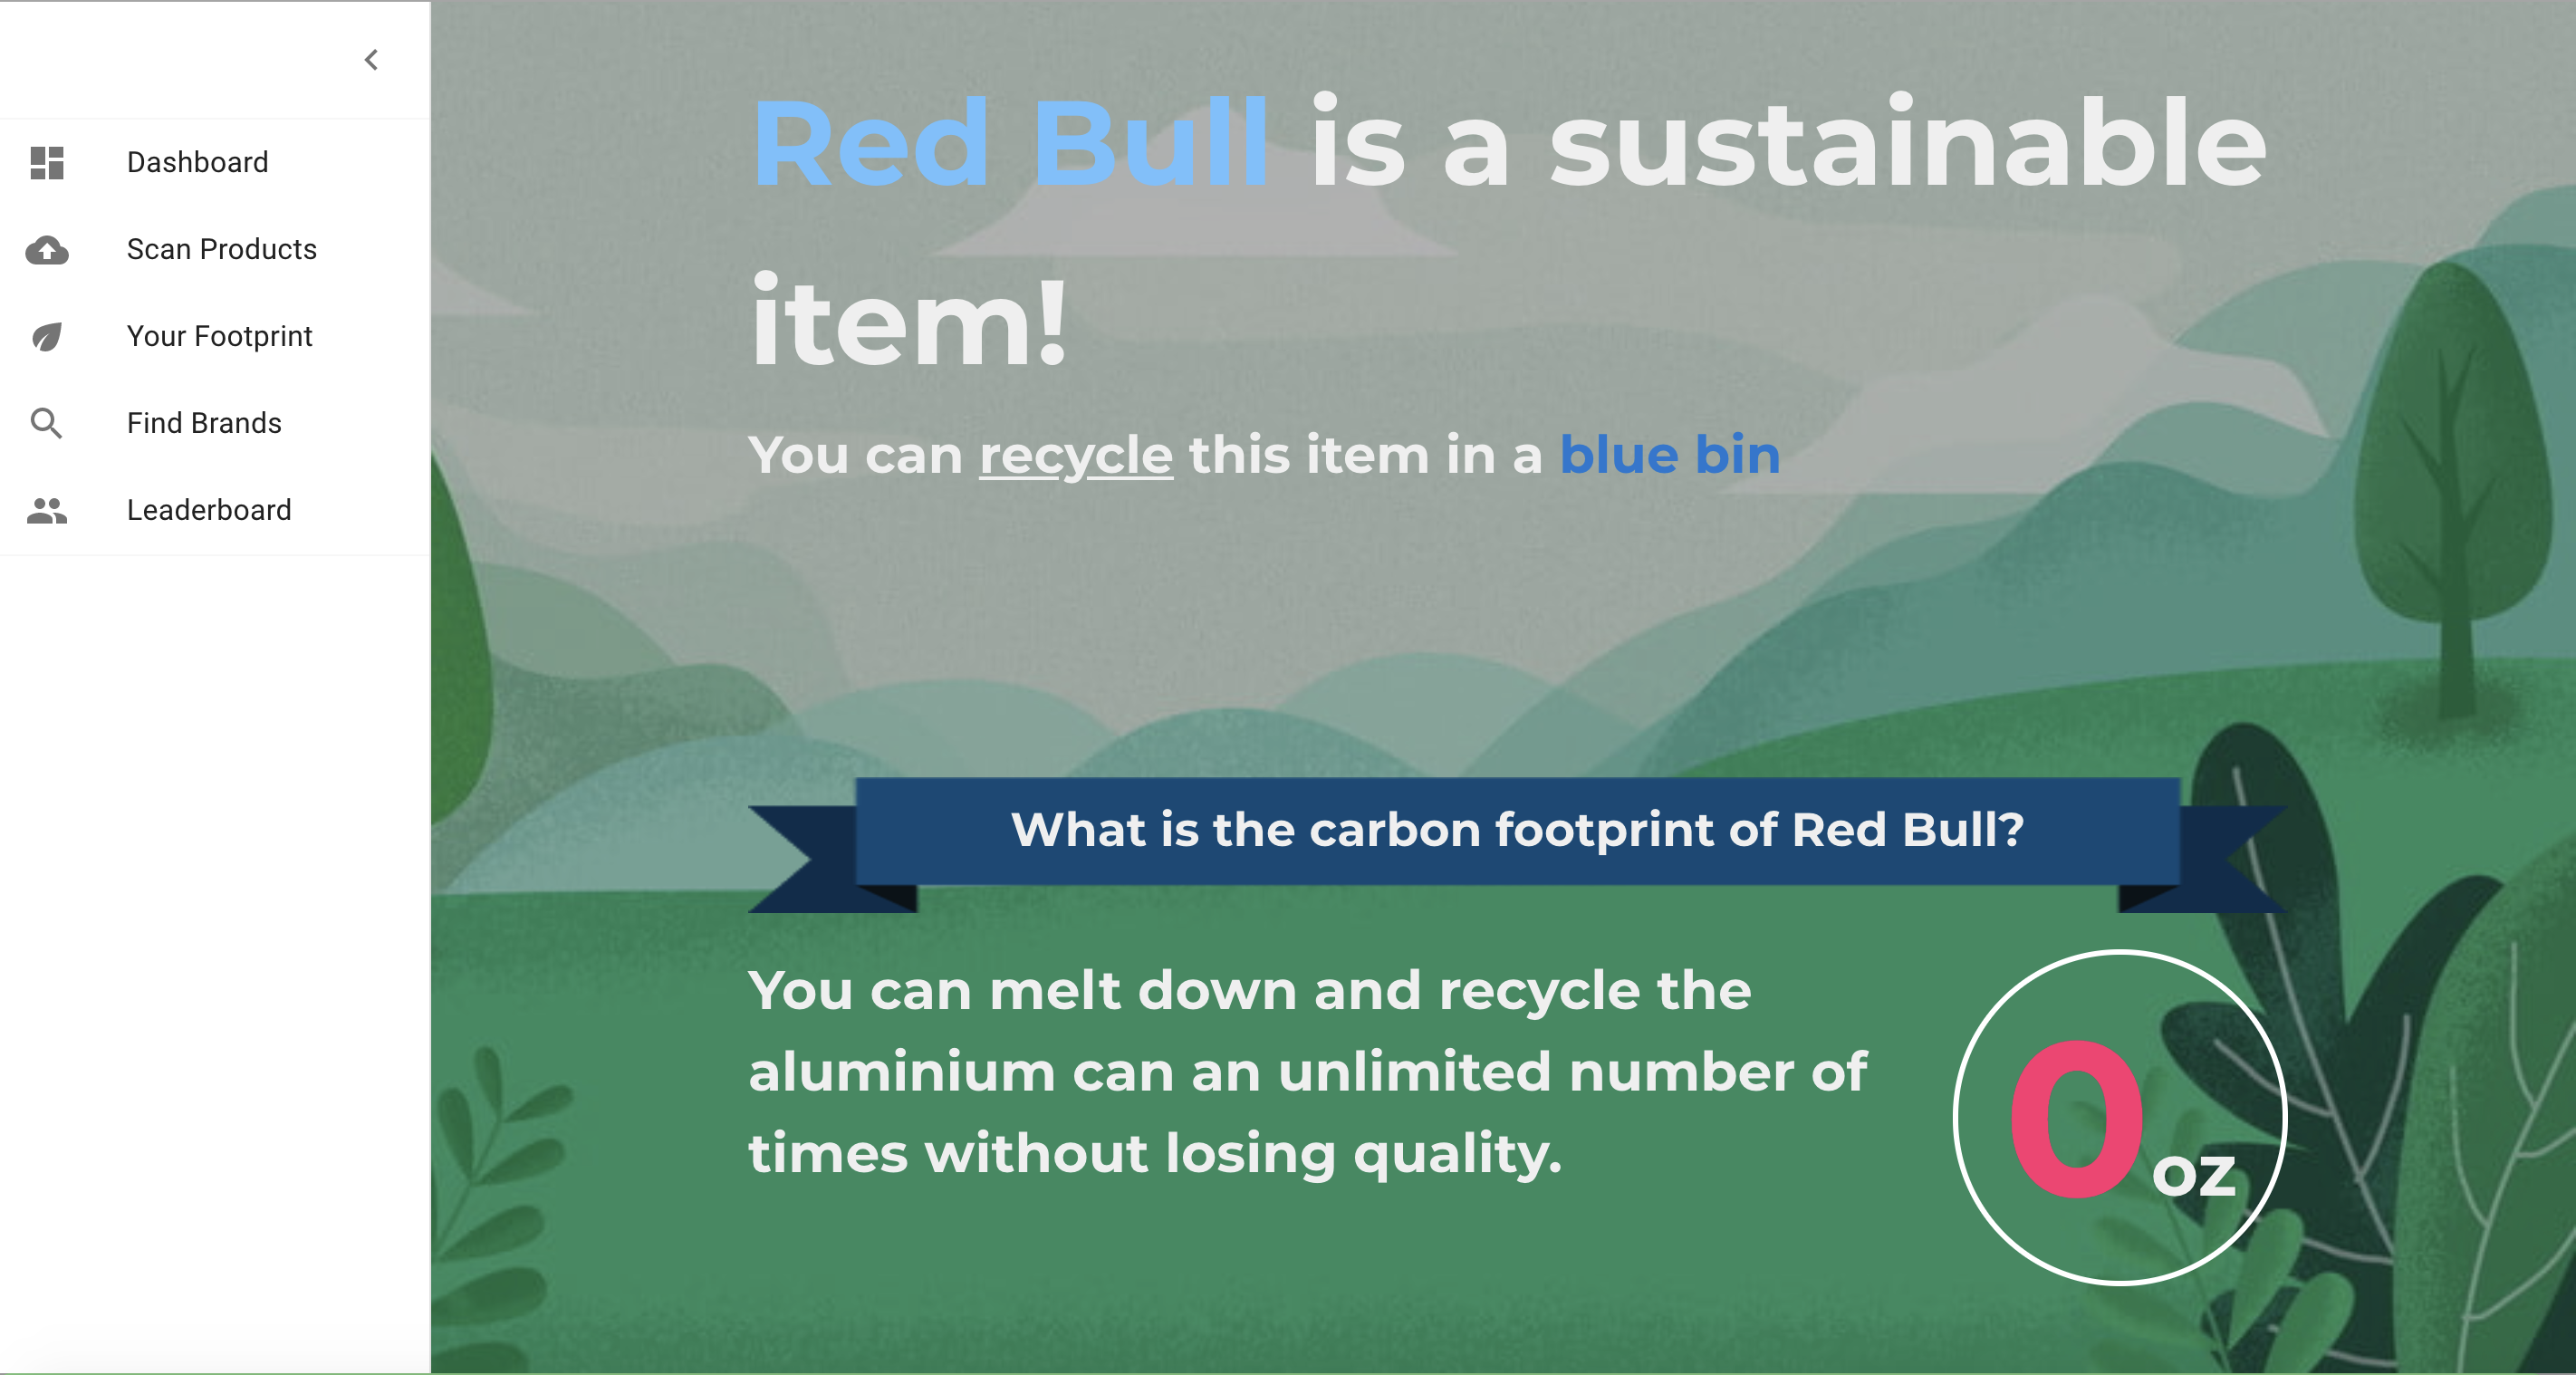 Dashboard
Scan Products
Your Footprint
Find Brands
Leaderboard
Red Bull is a sustainable
item!
You can recycle this item in a blue bin
What is the carbon footprint of Red Bull?
You can melt down and recycle the
aluminium can an unlimited number of
times without losing quality.
0 oz